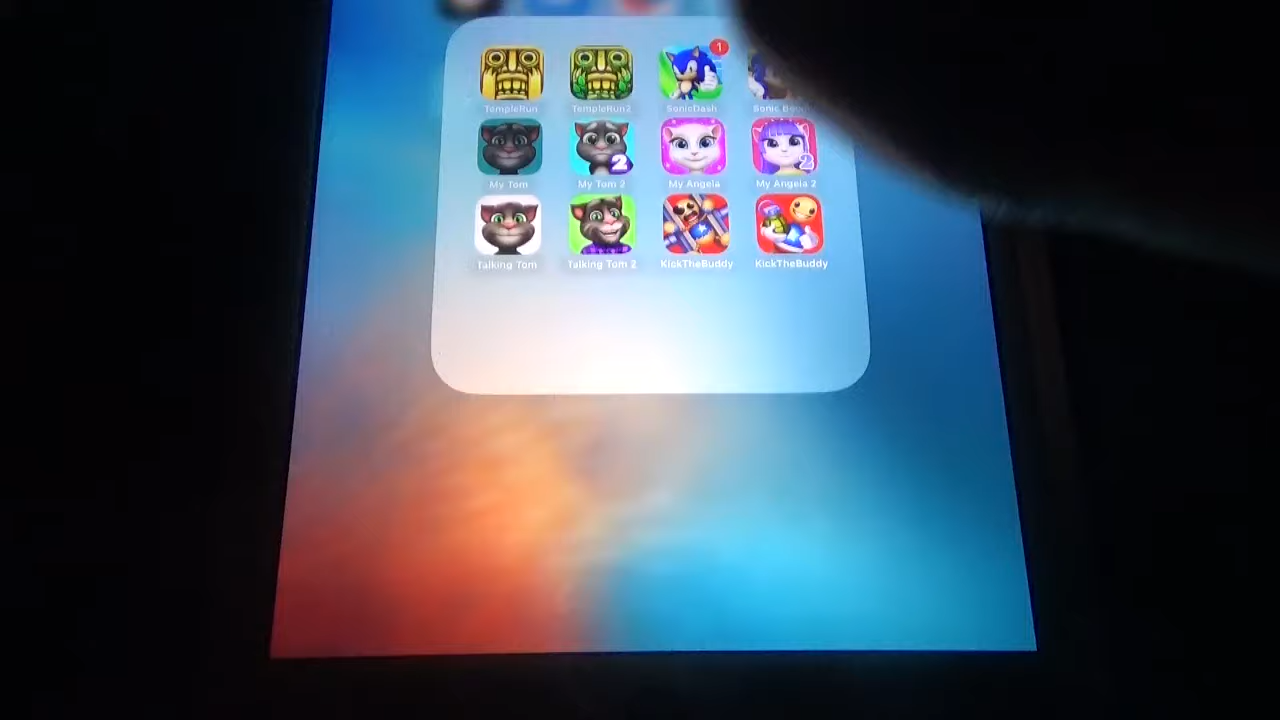 TempleRun TempleRun2 SonicDash Sonic
1
My Tom My Tom 2 My Angela My Angela 2
2 2
Talking Tom Talking Tom 2 KickTheBuddy KickTheBuddy